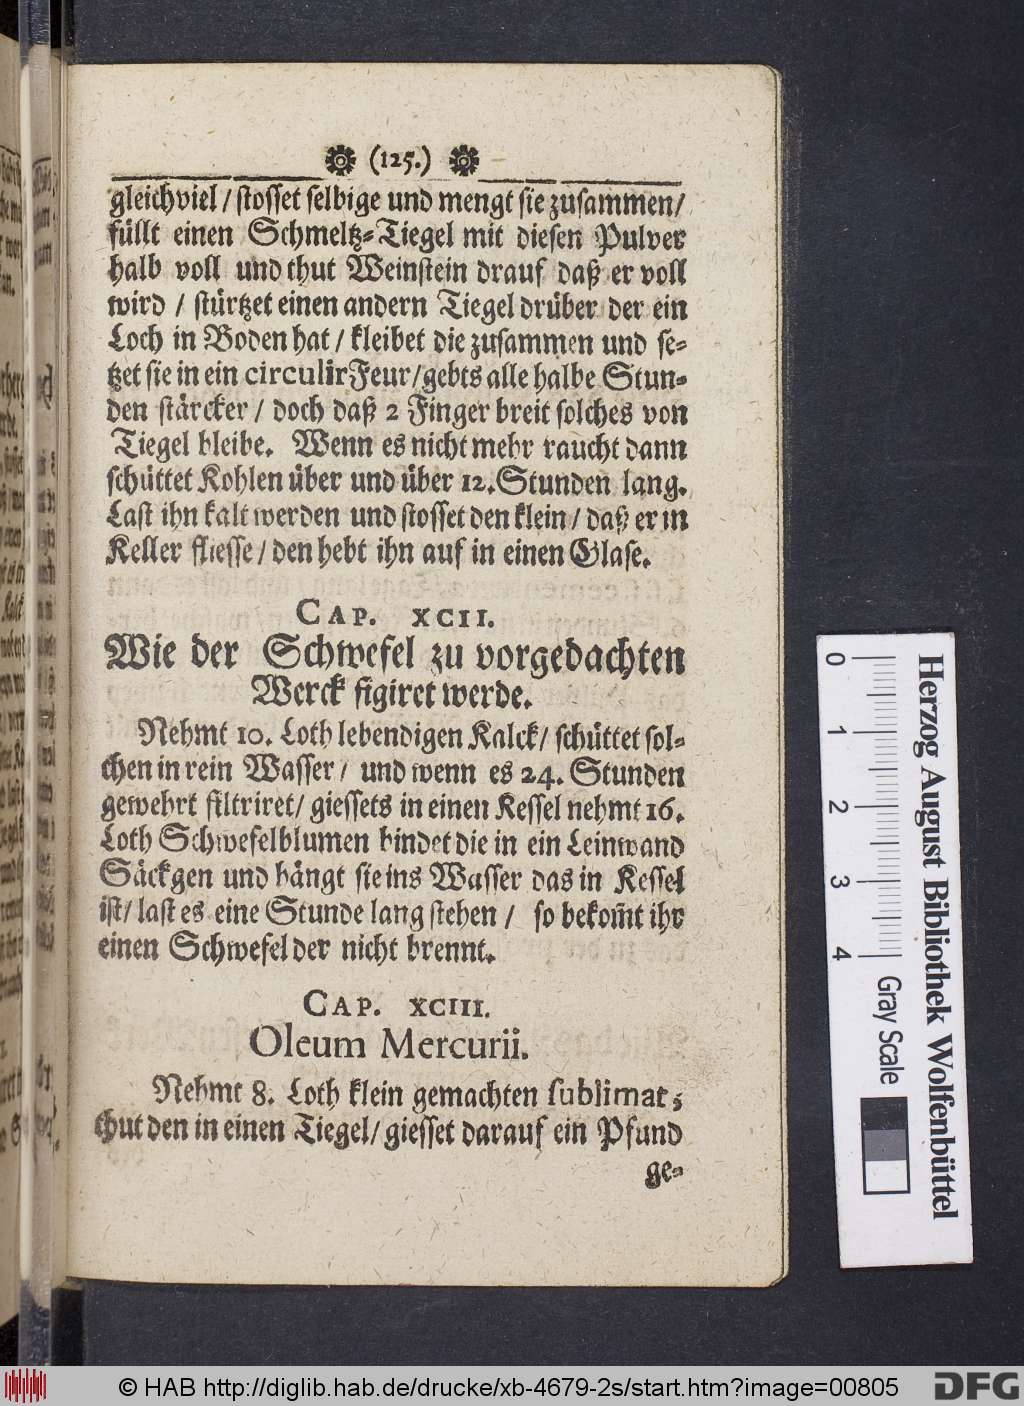 (125.)
gleichviel / stosset selbige und mengt sie zusammen/
füllt einen Schmeltz-Tiegel mit diesen Pulver
halb voll und thut Weinstein drauf daß er voll
wird / stürtzet einen andern Tiegel drüber der ein
Loch in Boden hat / kleibet die zusammen und se-
tzet sie in ein circulir Feur/gebts alle halbe Stun-
den stärcker / doch daß 2 Finger breit solches von
Tiegel bleibe. Wenn es nicht mehr raucht dann
schüttet Kohlen über und über 12. Stunden lang.
Last ihn kalt werden und stosset den klein / daß er in
Keller fliesse / den hebt ihn auf in einen Glase.
CAP. XCII.
Wie der Schwefel zu vorgedachten
Werck figiret werde.
Nehmt 10. Loth lebendigen Kalck/ schüttet sol-
chen in rein Wasser/ und wenn es 24. Stunden
gewehrt filtriret/ giessets in einen Kessel nehmt 16.
Loth Schwefelblumen bindet die in ein Leinwand
Säckgen und hängt sie ins Wasser das in Kessel
ist/ last es eine Stunde lang stehen / so bekom̃t ihr
einen Schwefel der nicht brennt.
CAP. XCIII.
Oleum Mercurii.
Nehmt 8. Loth klein gemachten sublimat;
thut den in einen Tiegel/ giesset darauf ein Pfund
ge-
0 1 2 3 4
Gray Scale
Herzog August Bibliothek Wolfenbüttel
© HAB http://diglib.hab.de/drucke/xb-4679-2s/start.htm?image=00805
DFG